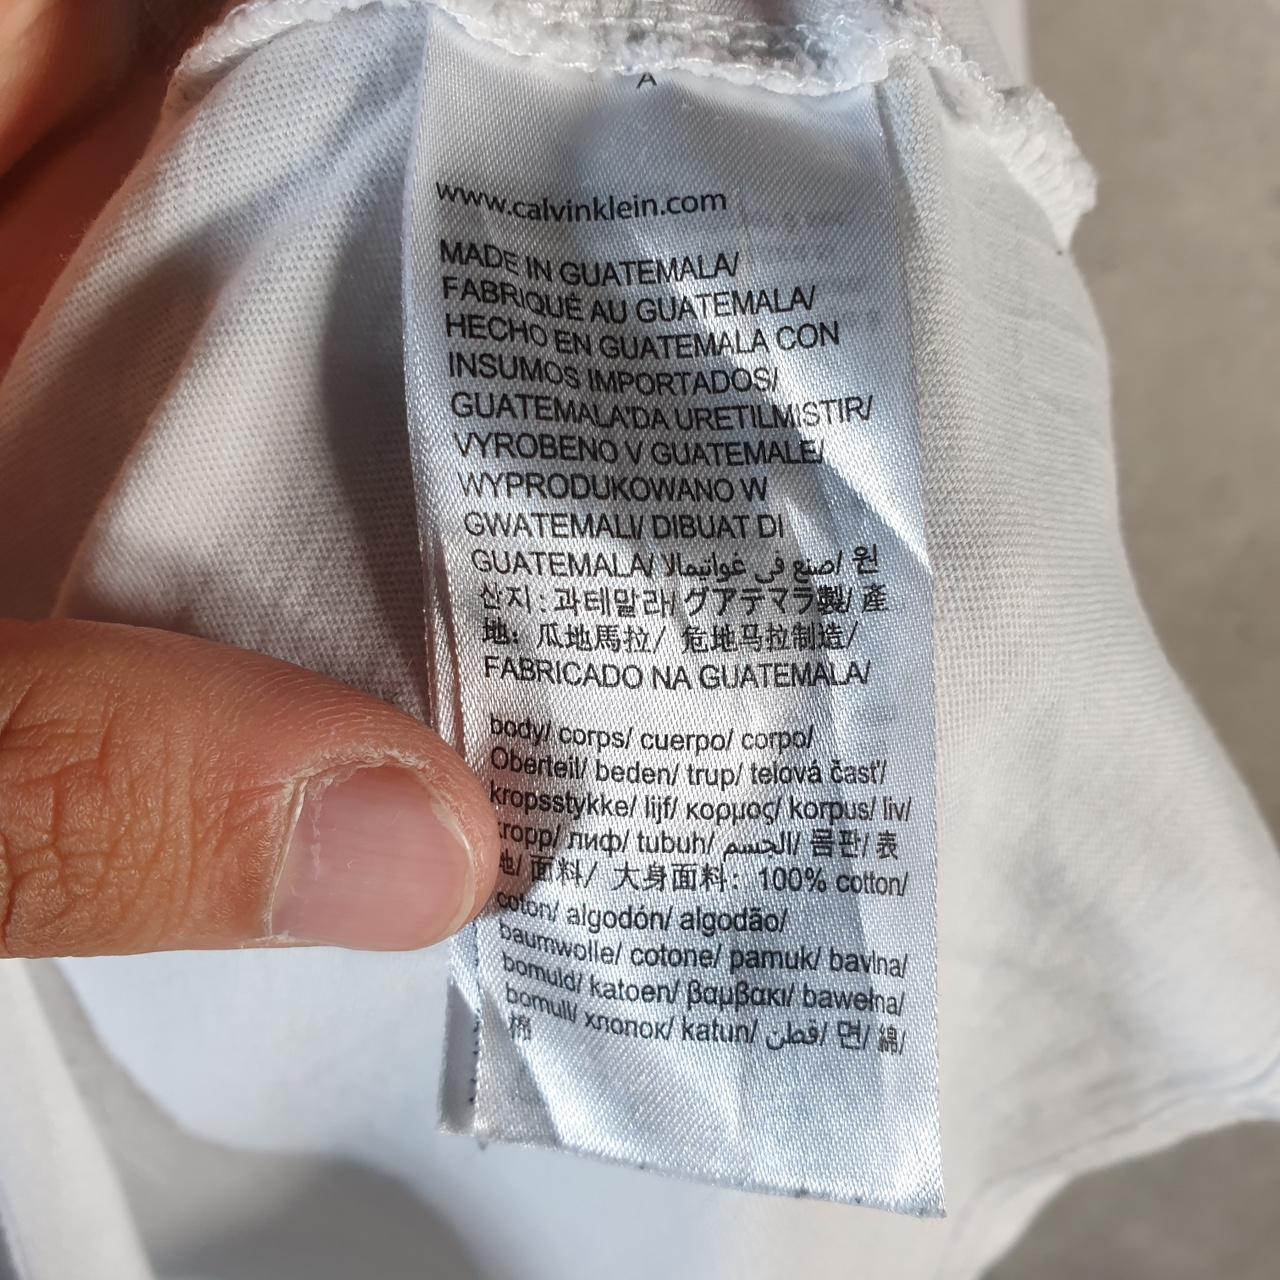 A
www.calvinklein.com
MADE IN GUATEMALA/
FABRIQUÉ AU GUATEMALA/
HECHO EN GUATEMALA CON
INSUMOS IMPORTADOS/
GUATEMALA'DA URETILMISTIR/
VYROBENO V GUATEMALE/
WYPRODUKOWANO W
GWATEMALI/ DIBUAT DI
GUATEMALA/ صنع في غواتيمالا/ 원
산지: 과테말라/ グアテマラ製/ 產
地: 瓜地馬拉/ 危地马拉制造/
FABRICADO NA GUATEMALA/
body/ corps/ cuerpo/ corpo/
Oberteil/ beden/ trup/ telová časť/
kropsstykke/ lijf/ κορμος/ korpus/ liv/
kropp/ лиф/ tubuh/ الجسم/ 몸판/ 表
地/ 面料/ 大身面料: 100% cotton/
coton/ algodón/ algodão/
baumwolle/ cotone/ pamuk/ bavlna/
bomuld/ katoen/ βαμβακι/ bawełna/
bomull/ хлопок/ katun/ قطن/ 면/ 綿/
棉